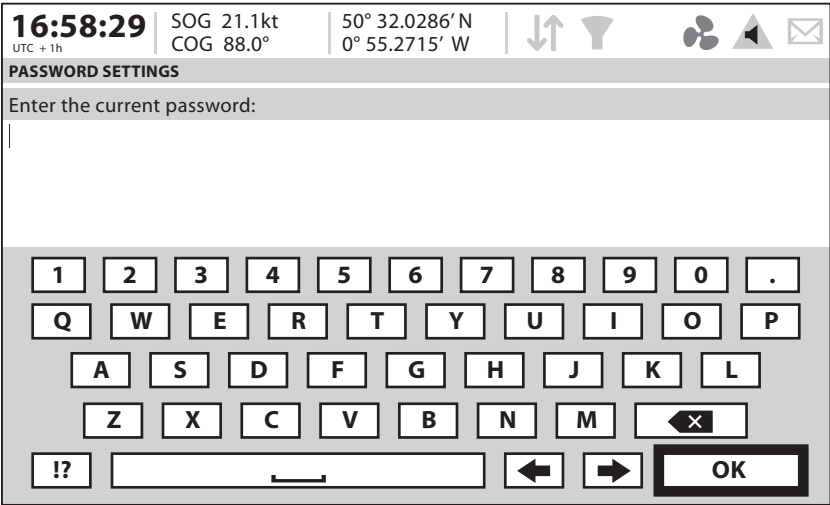 16:58:29 SOG 21.1kt 50° 32.0286′ N
UTC + 1h COG 88.0° 0° 55.2715′ W
PASSWORD SETTINGS
Enter the current password:
1 2 3 4 5 6 7 8 9 0 .
Q W E R T Y U I O P
A S D F G H J K L
Z X C V B N M
!? OK